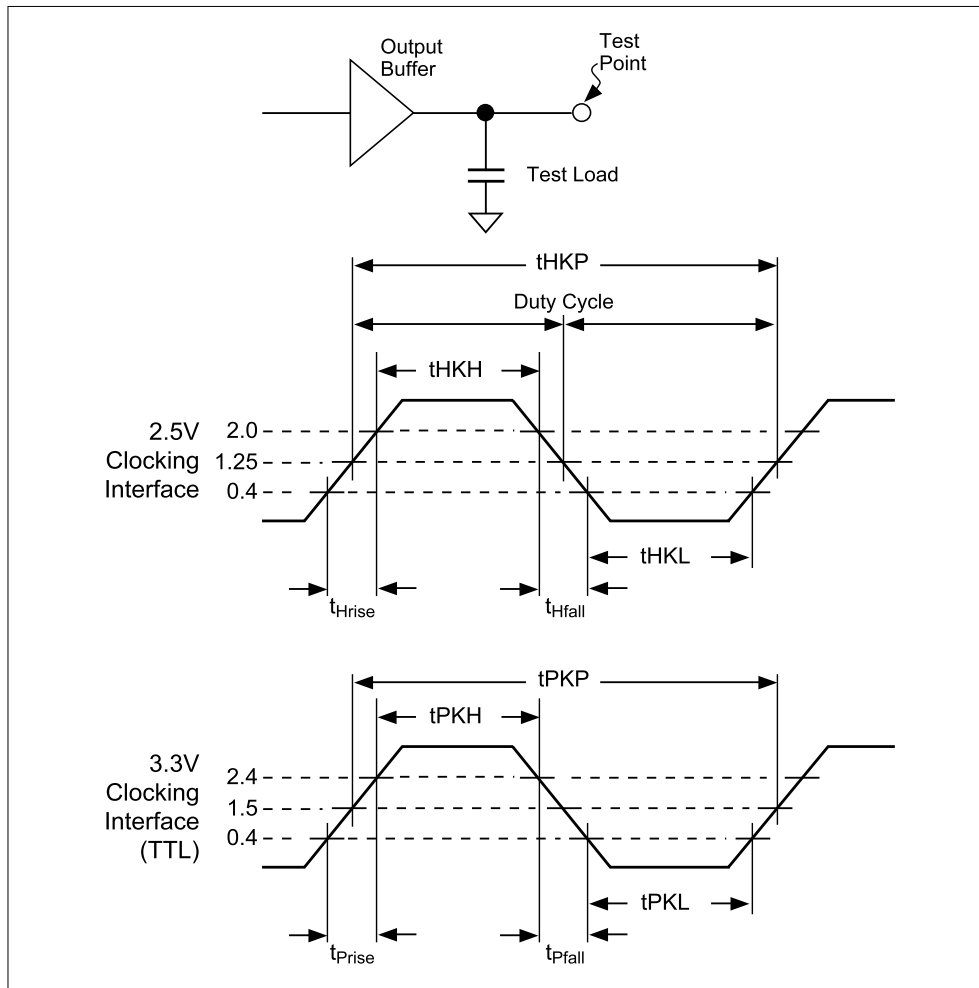 Output
Buffer
Test
Point
Test Load
tHKP
Duty Cycle
tHKH
2.5V
Clocking
Interface
2.0
1.25
0.4
tHKL
tHrise
tHfall
tPKP
tPKH
3.3V
Clocking
Interface
(TTL)
2.4
1.5
0.4
tPKL
tPrise
tPfall